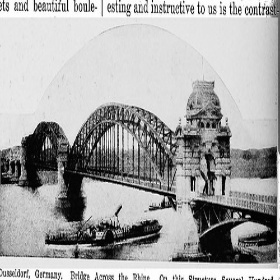 ets and beautiful boule-
esting and instructive to us is the contrast
Dusseldorf, Germany. Bridge Across the Rhine. On this Structure Several Hundred